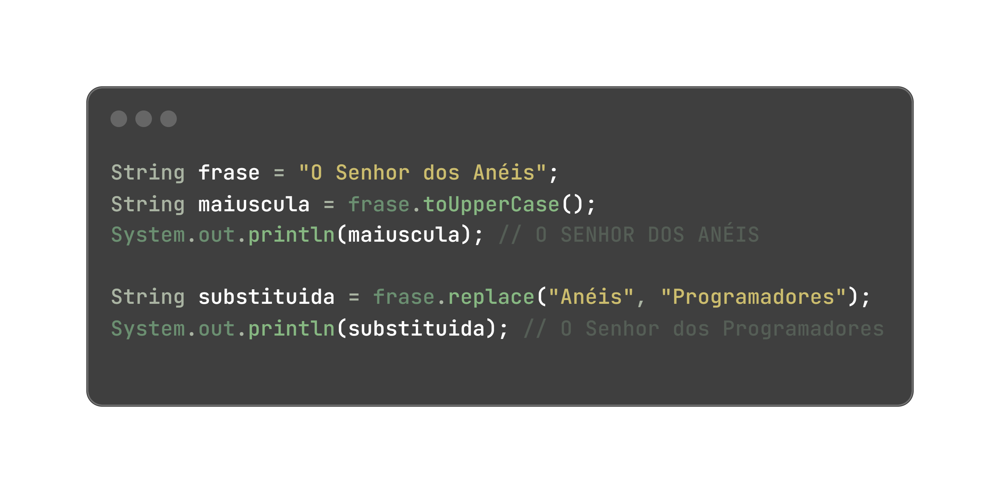 String frase = "O Senhor dos Anéis";
String maiuscula = frase.toUpperCase();
System.out.println(maiuscula); // O SENHOR DOS ANÉIS
String substituida = frase.replace("Anéis", "Programadores");
System.out.println(substituida); // O Senhor dos Programadores